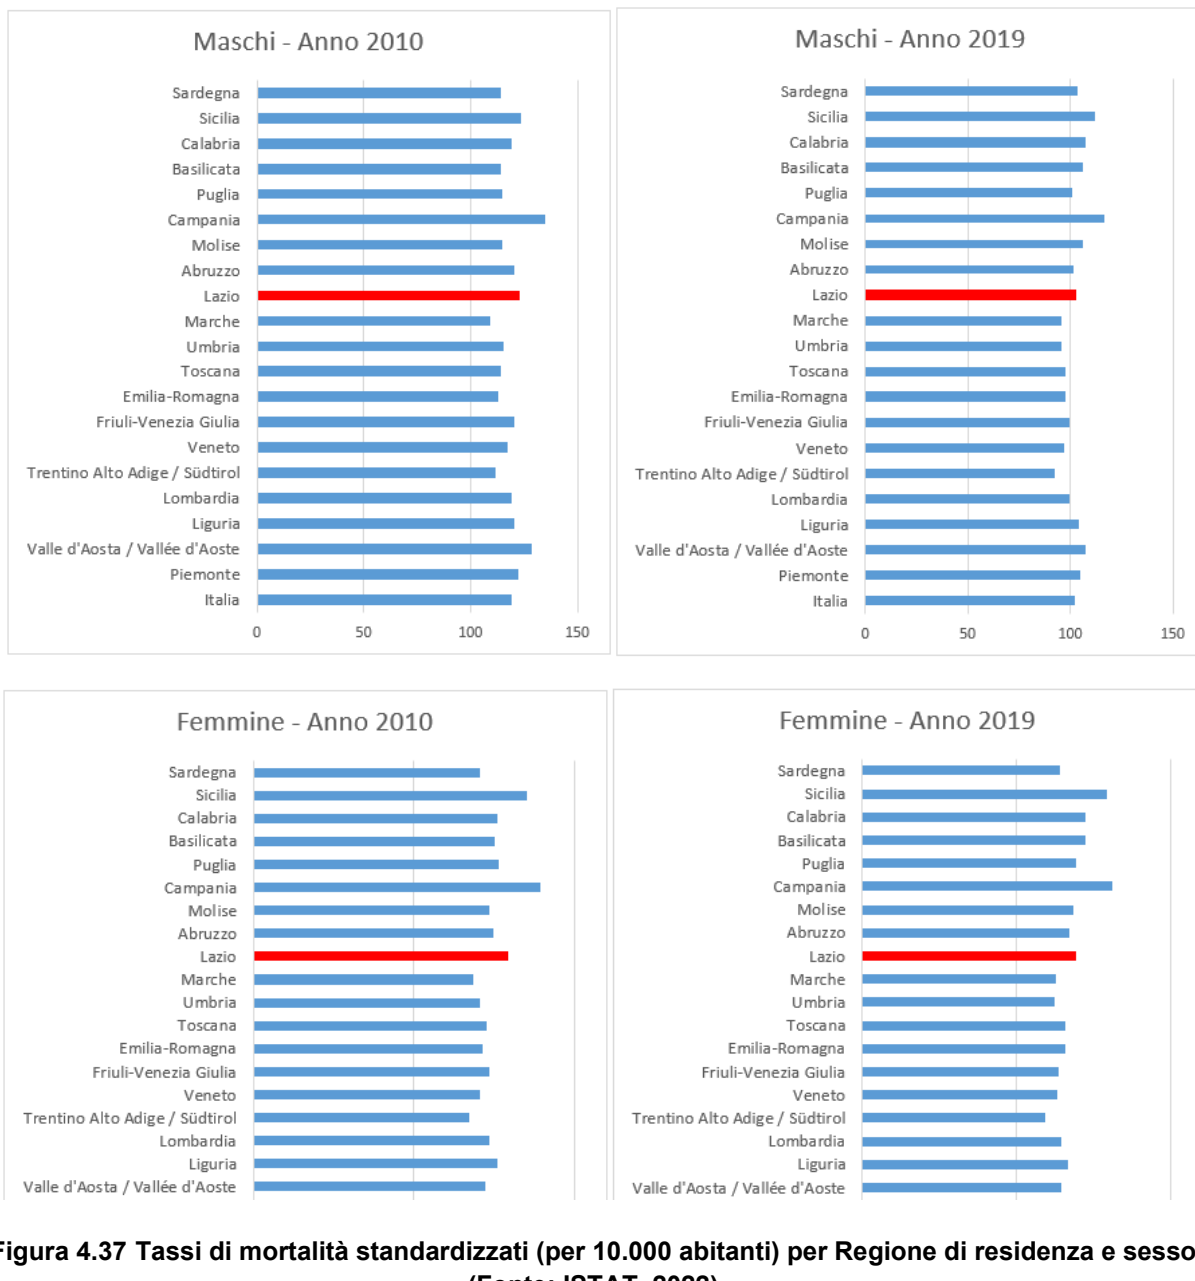 Maschi - Anno 2010
Sardegna
Sicilia
Calabria
Basilicata
Puglia
Campania
Molise
Abruzzo
Lazio
Marche
Umbria
Toscana
Emilia-Romagna
Friuli-Venezia Giulia
Veneto
Trentino Alto Adige / Südtirol
Lombardia
Liguria
Valle d'Aosta / Vallée d'Aoste
Piemonte
Italia
0 50 100 150
Maschi - Anno 2019
Sardegna
Sicilia
Calabria
Basilicata
Puglia
Campania
Molise
Abruzzo
Lazio
Marche
Umbria
Toscana
Emilia-Romagna
Friuli-Venezia Giulia
Veneto
Trentino Alto Adige / Südtirol
Lombardia
Liguria
Valle d'Aosta / Vallée d'Aoste
Piemonte
Italia
0 50 100 150
Femmine - Anno 2010
Sardegna
Sicilia
Calabria
Basilicata
Puglia
Campania
Molise
Abruzzo
Lazio
Marche
Umbria
Toscana
Emilia-Romagna
Friuli-Venezia Giulia
Veneto
Trentino Alto Adige / Südtirol
Lombardia
Liguria
Valle d'Aosta / Vallée d'Aoste
Femmine - Anno 2019
Sardegna
Sicilia
Calabria
Basilicata
Puglia
Campania
Molise
Abruzzo
Lazio
Marche
Umbria
Toscana
Emilia-Romagna
Friuli-Venezia Giulia
Veneto
Trentino Alto Adige / Südtirol
Lombardia
Liguria
Valle d'Aosta / Vallée d'Aoste
Figura 4.37 Tassi di mortalità standardizzati (per 10.000 abitanti) per Regione di residenza e sesso
(Fonte: ISTAT, 2022)